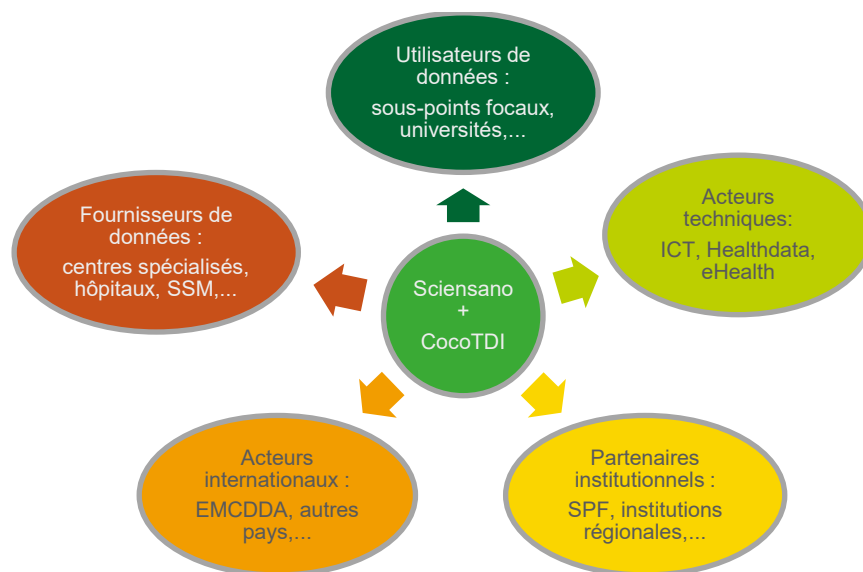 Utilisateurs de
données :
sous-points focaux,
universités,...
Fournisseurs de
données :
centres spécialisés,
hôpitaux, SSM,...
Acteurs
techniques:
ICT, Healthdata,
eHealth
Sciensano
+
CocoTDI
Acteurs
internationaux :
EMCDDA, autres
pays,...
Partenaires
institutionnels :
SPF, institutions
régionales,...